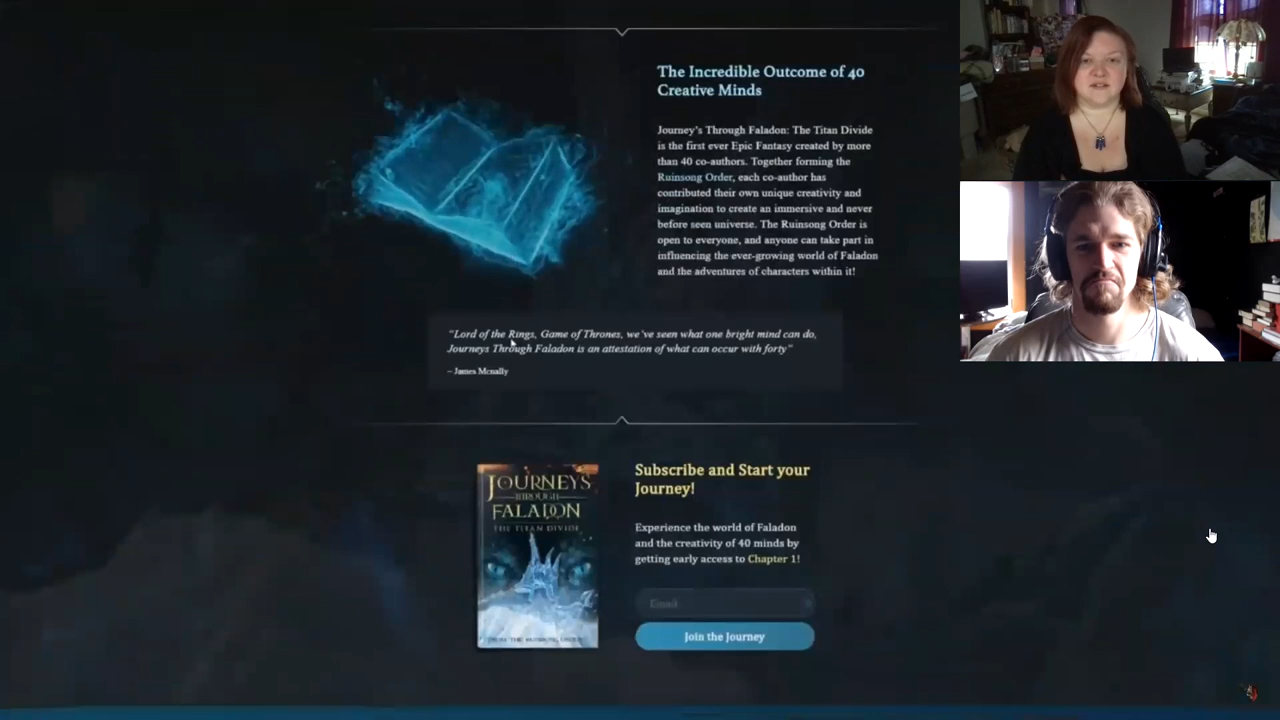 The Incredible Outcome of 40
Creative Minds
Journey's Through Faladon: The Titan Divide
is the first ever Epic Fantasy created by more
than 40 co-authors. Together forming the
Ruinsong Order, each co-author has
contributed their own unique creativity and
imagination to create an immersive and never
before seen universe. The Ruinsong Order is
open to everyone, and anyone can take part in
influencing the ever-growing world of Faladon
and the adventures of characters within it!
"Lord of the Rings, Game of Thrones, we've seen what one bright mind can do,
Journeys Through Faladon is an attestation of what can occur with forty"
~ James Mcnally
JOURNEYS
THROUGH
FALADON
THE TITAN DIVIDE
Subscribe and Start your
Journey!
Experience the world of Faladon
and the creativity of 40 minds by
getting early access to Chapter 1!
Email
Join the Journey